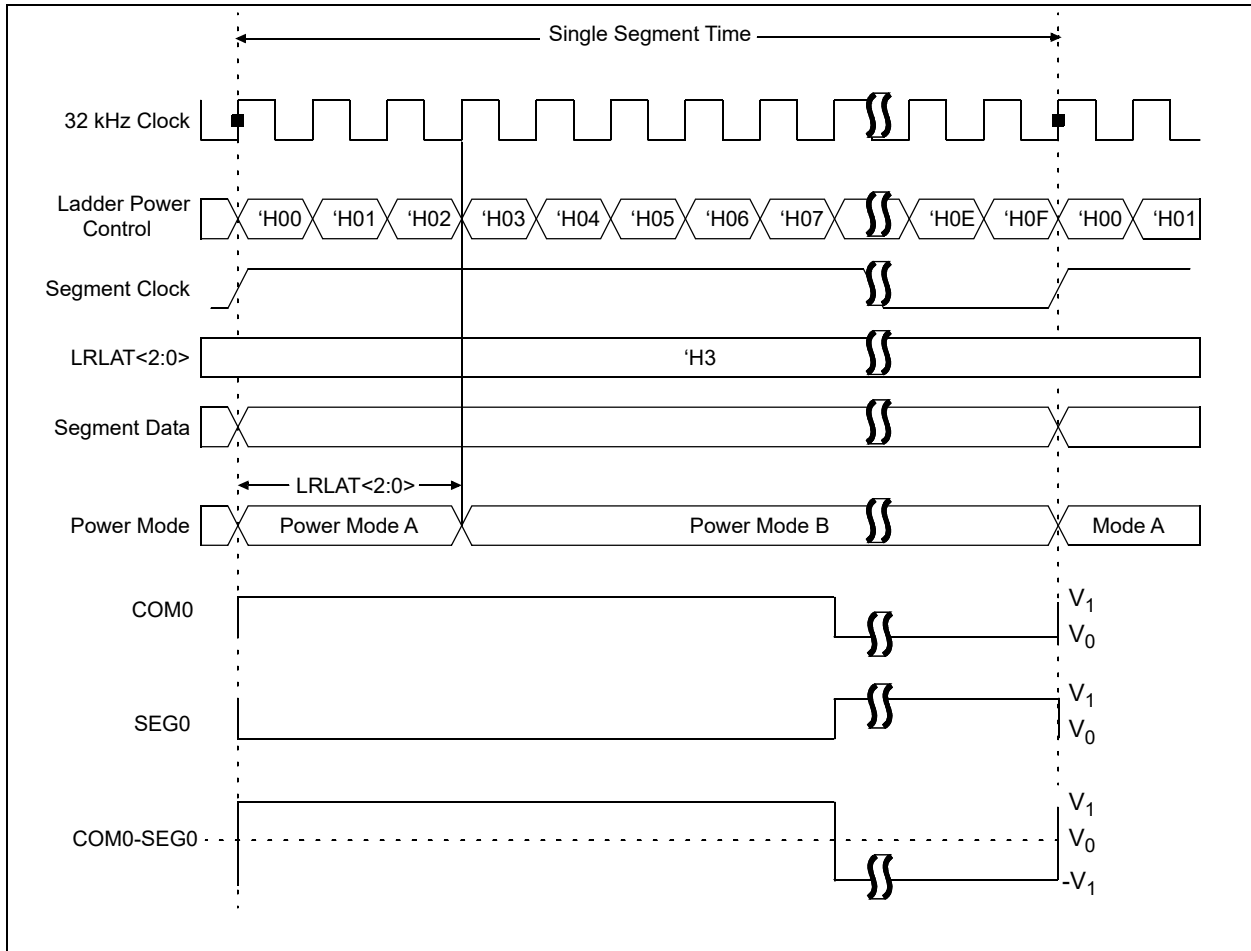 Single Segment Time
32 kHz Clock
Ladder Power
Control
‘H00 ‘H01 ‘H02 ‘H03 ‘H04 ‘H05 ‘H06 ‘H07 ‘H0E ‘H0F ‘H00 ‘H01
Segment Clock
LRLAT<2:0> ‘H3
Segment Data
LRLAT<2:0>
Power Mode Power Mode A Power Mode B Mode A
COM0
V1
V0
SEG0
V1
V0
COM0-SEG0
V1
V0
-V1